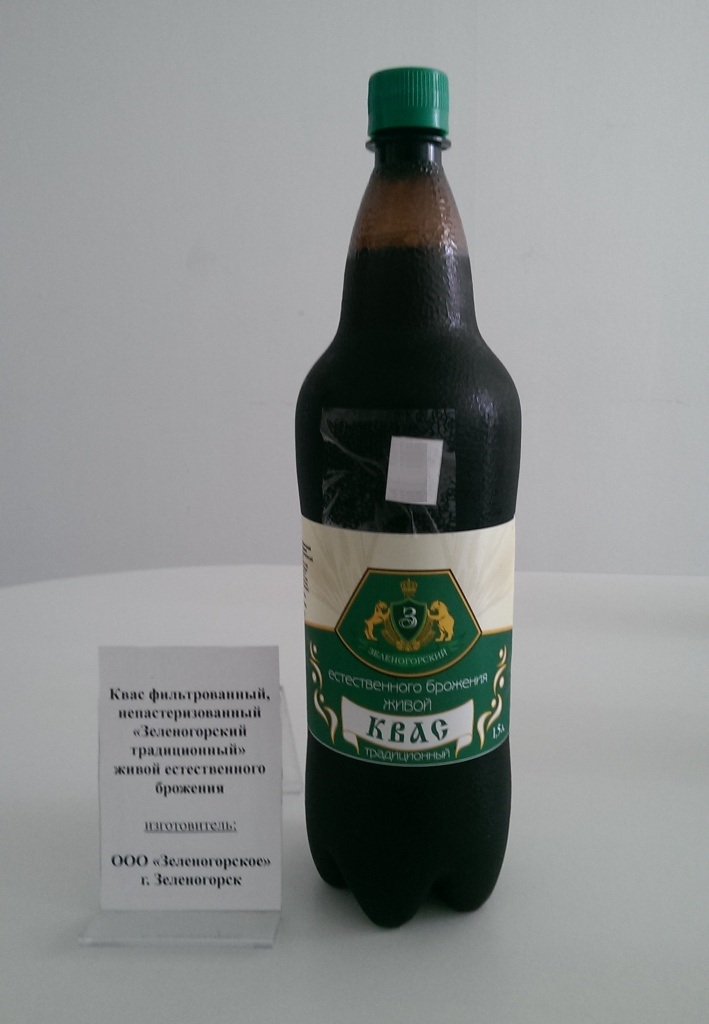 Квас фильтрованный,
непастеризованный
«Зеленогорский
традиционный»
живой естественного
брожения
изготовитель:
ООО «Зеленогорское»
г. Зеленогорск
З
ЗЕЛЕНОГОРСКИЙ
естественного брожения
живой
КВАС
традиционный
1,5л.